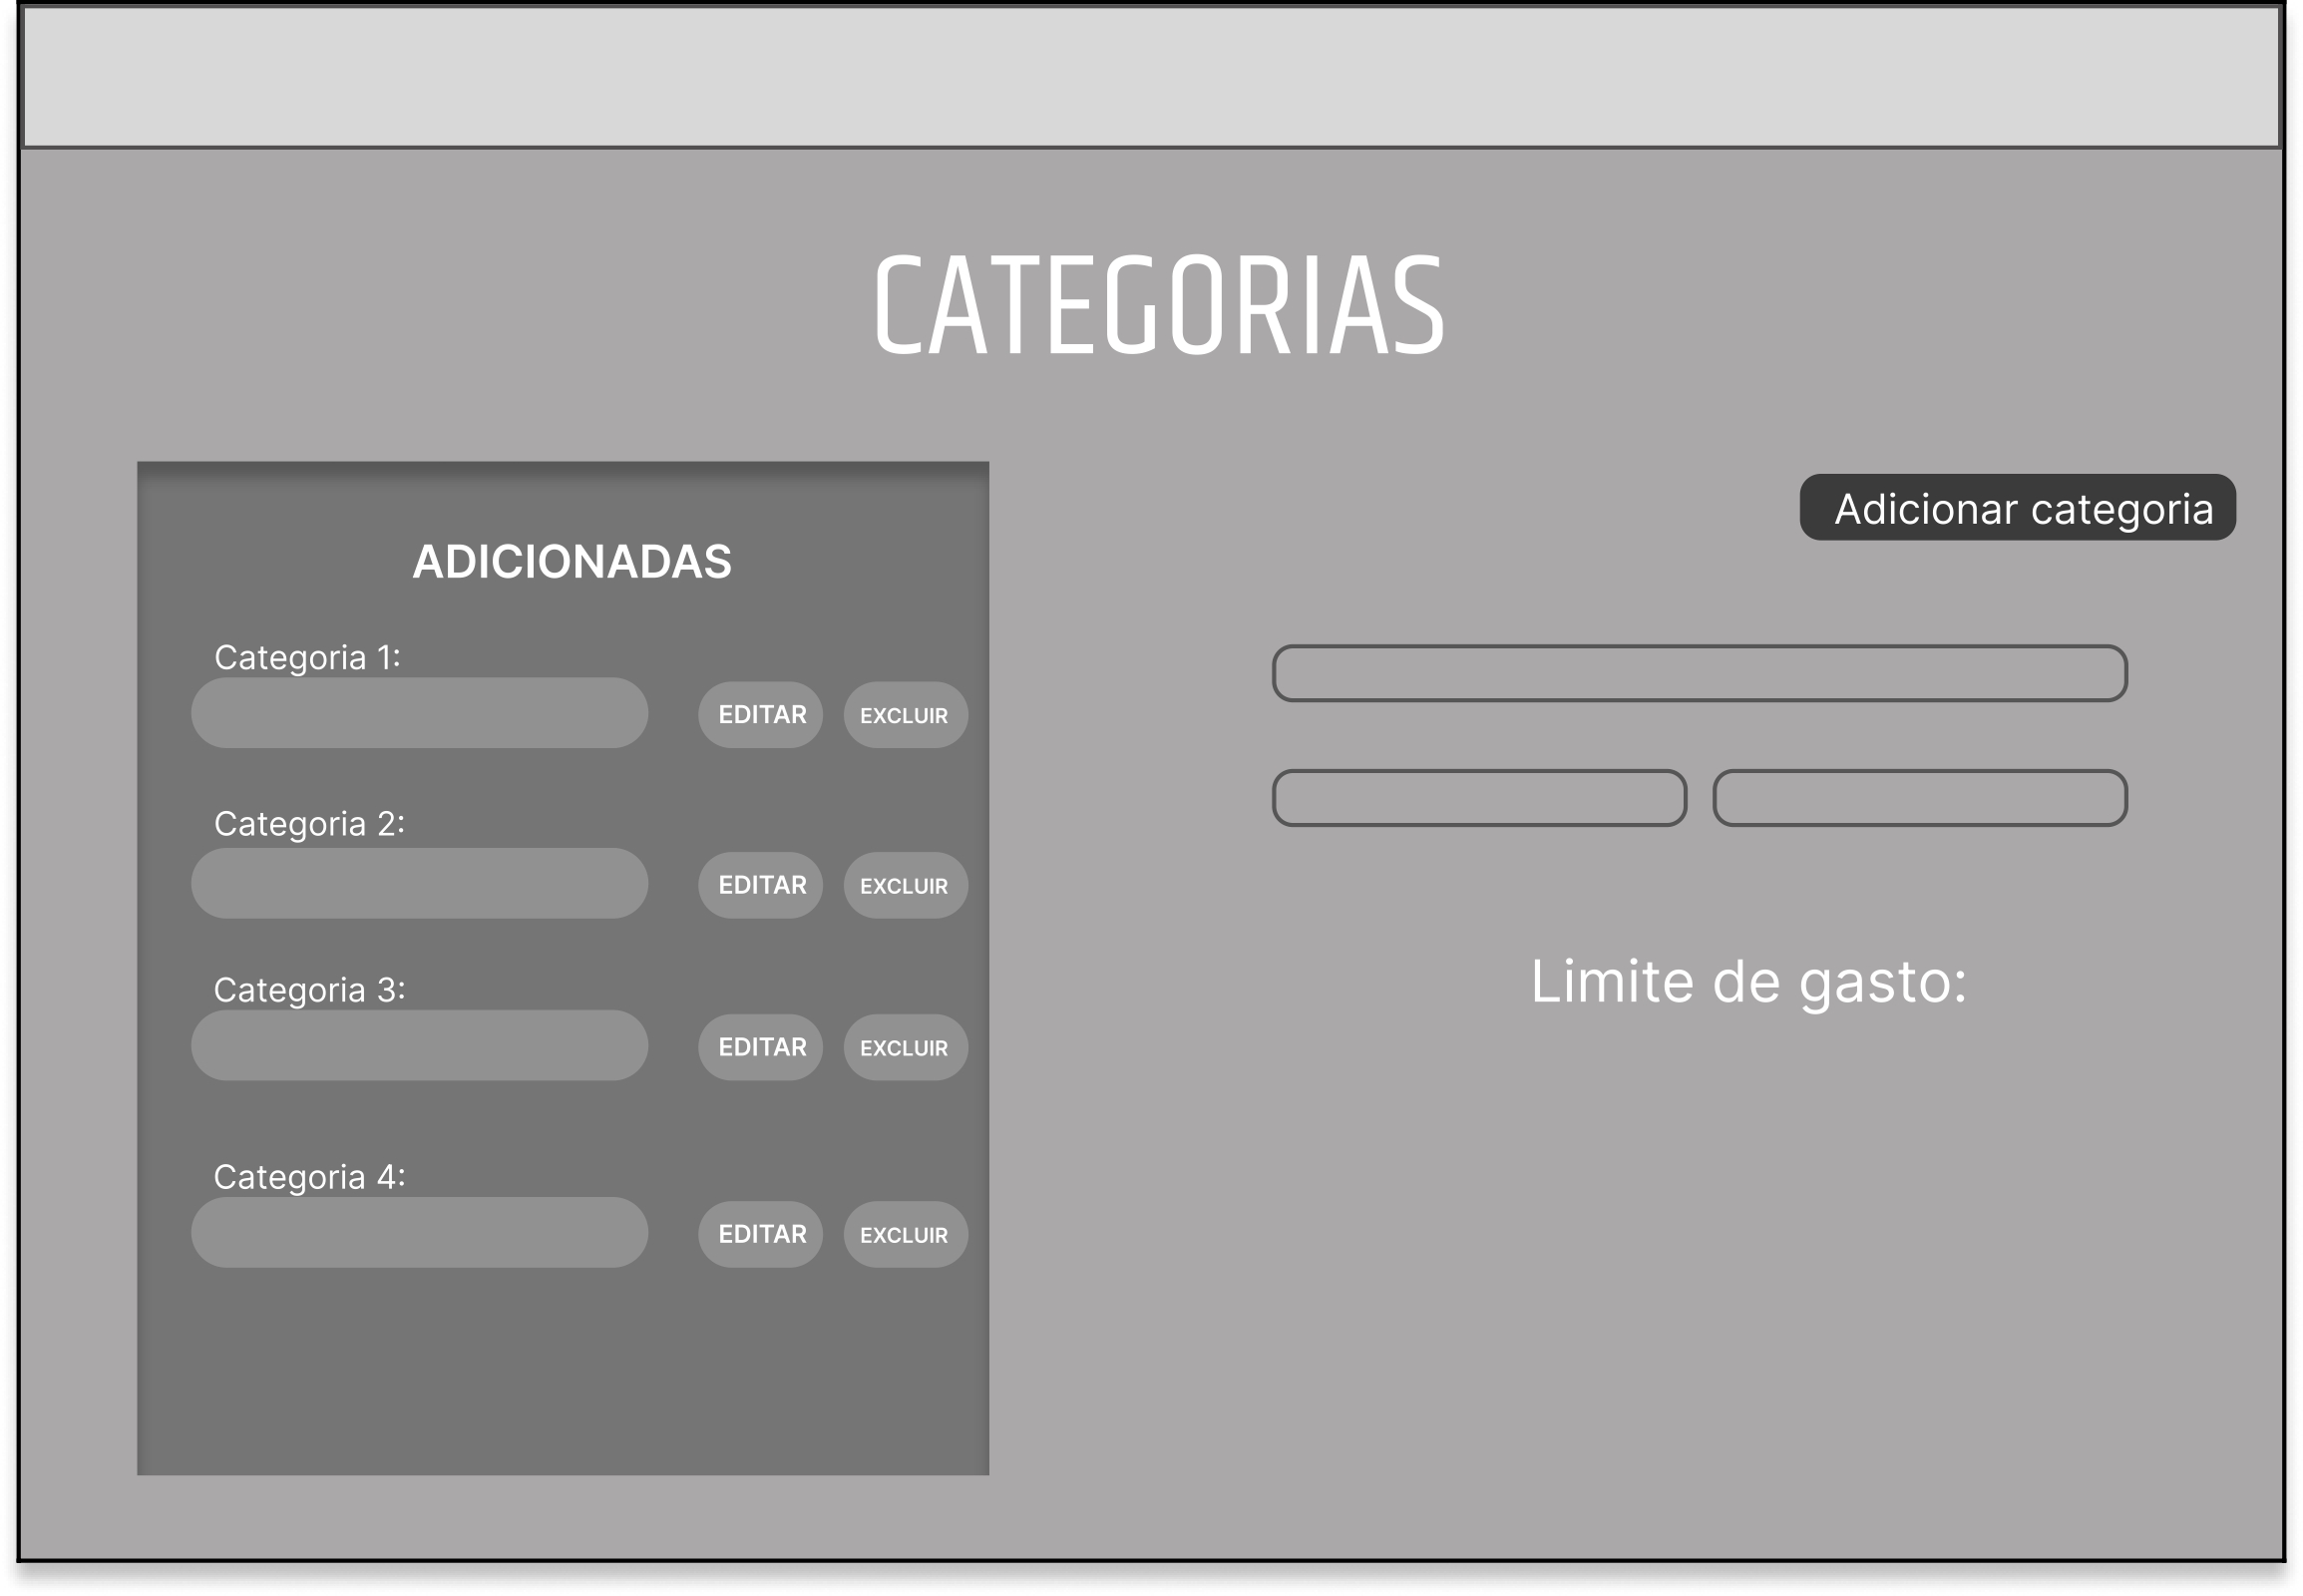 CATEGORIAS
Adicionar categoria
ADICIONADAS
Categoria 1:
EDITAR EXCLUIR
Categoria 2:
EDITAR EXCLUIR
Categoria 3:
EDITAR EXCLUIR
Categoria 4:
EDITAR EXCLUIR
Limite de gasto: